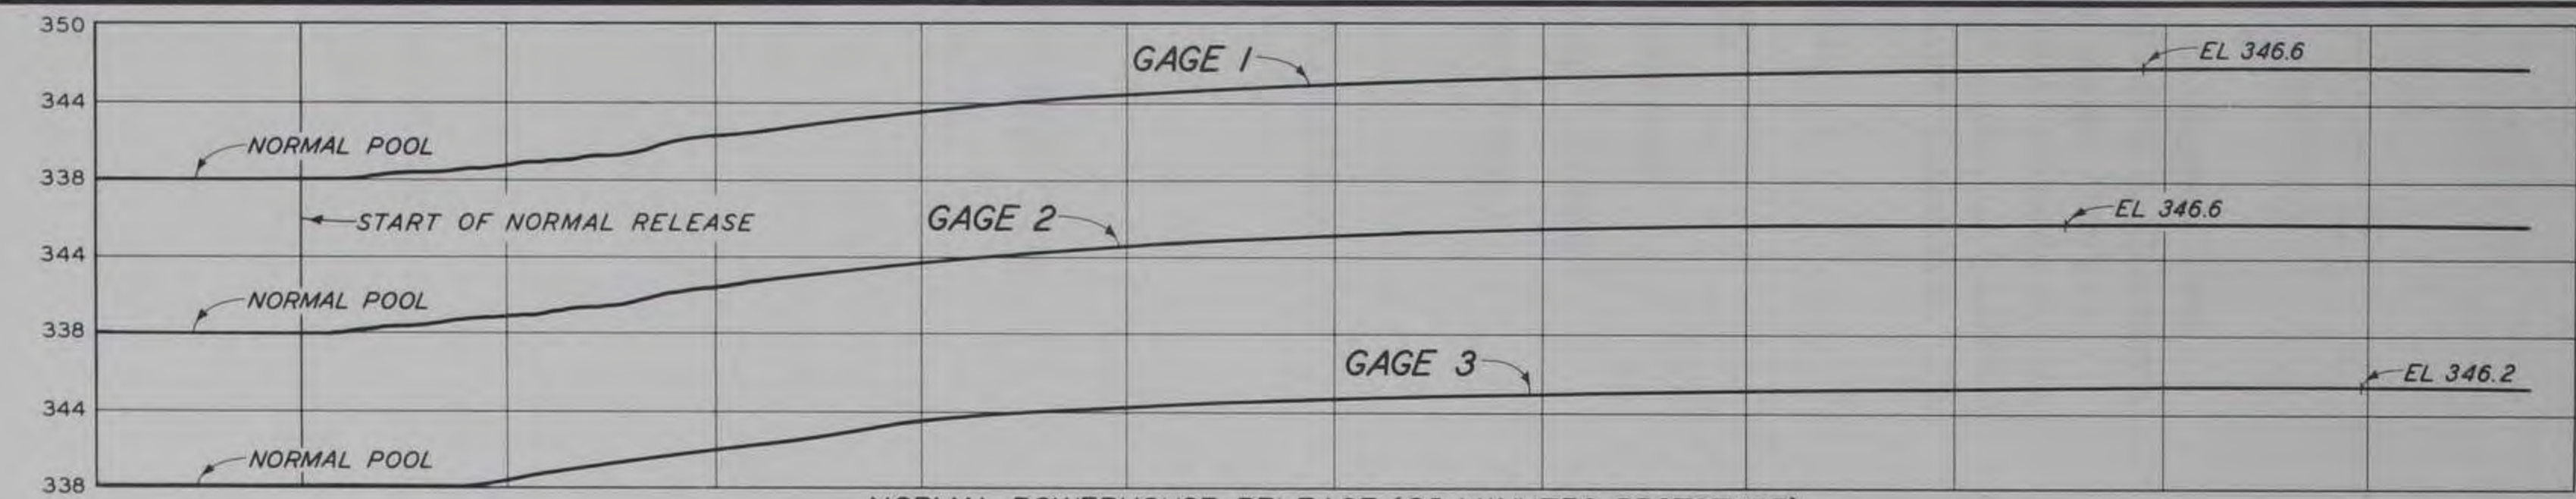 350
GAGE 1
EL 346.6
344
NORMAL POOL
338
START OF NORMAL RELEASE
GAGE 2
EL 346.6
344
NORMAL POOL
338
GAGE 3
EL 346.2
344
NORMAL POOL
338